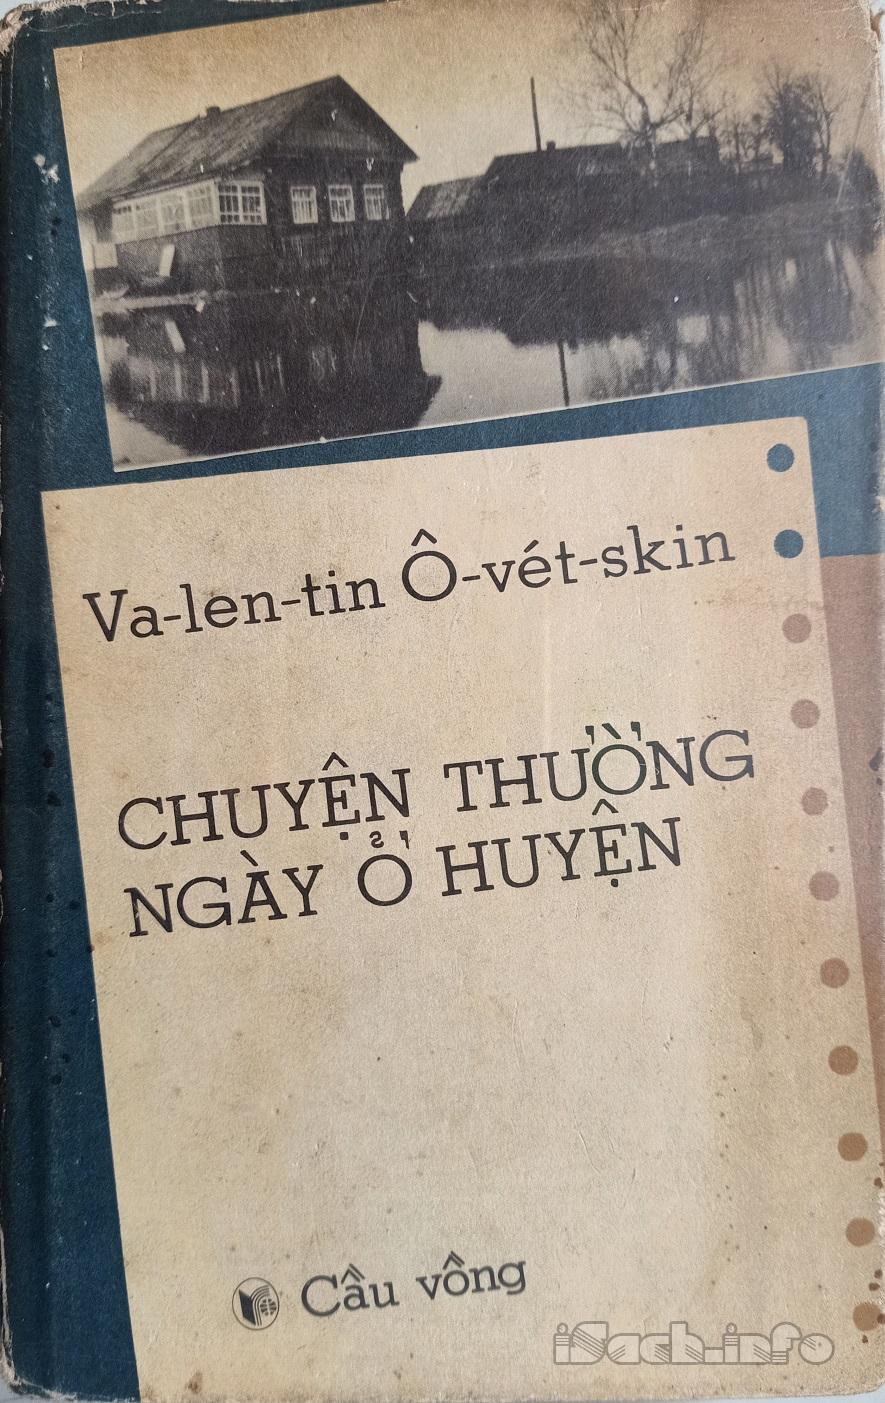 Va-len-tin Ô-vét-skin
CHUYỆN THƯỜNG
NGÀY Ở HUYỆN
Cầu vồng
iSach.info